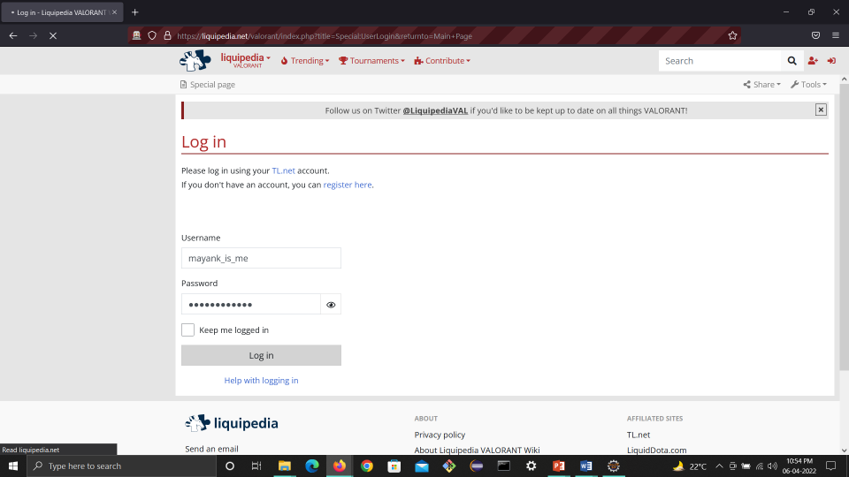 Log in - Liquipedia VALORANT
https://liquipedia.net/valorant/index.php?title=Special:UserLogin&returnto=Main+Page
liquipedia
VALORANT
Trending
Tournaments
Contribute
Search
Special page
Share
Tools
Follow us on Twitter @LiquipediaVAL if you'd like to be kept up to date on all things VALORANT!
Log in
Please log in using your TL.net account.
If you don't have an account, you can register here.
Username
mayank_is_me
Password
Keep me logged in
Log in
Help with logging in
liquipedia
Send an email
ABOUT
Privacy policy
About Liquipedia VALORANT Wiki
AFFILIATED SITES
TL.net
LiquidDota.com
Read liquipedia.net
Type here to search
22°C
10:54 PM
06-04-2022